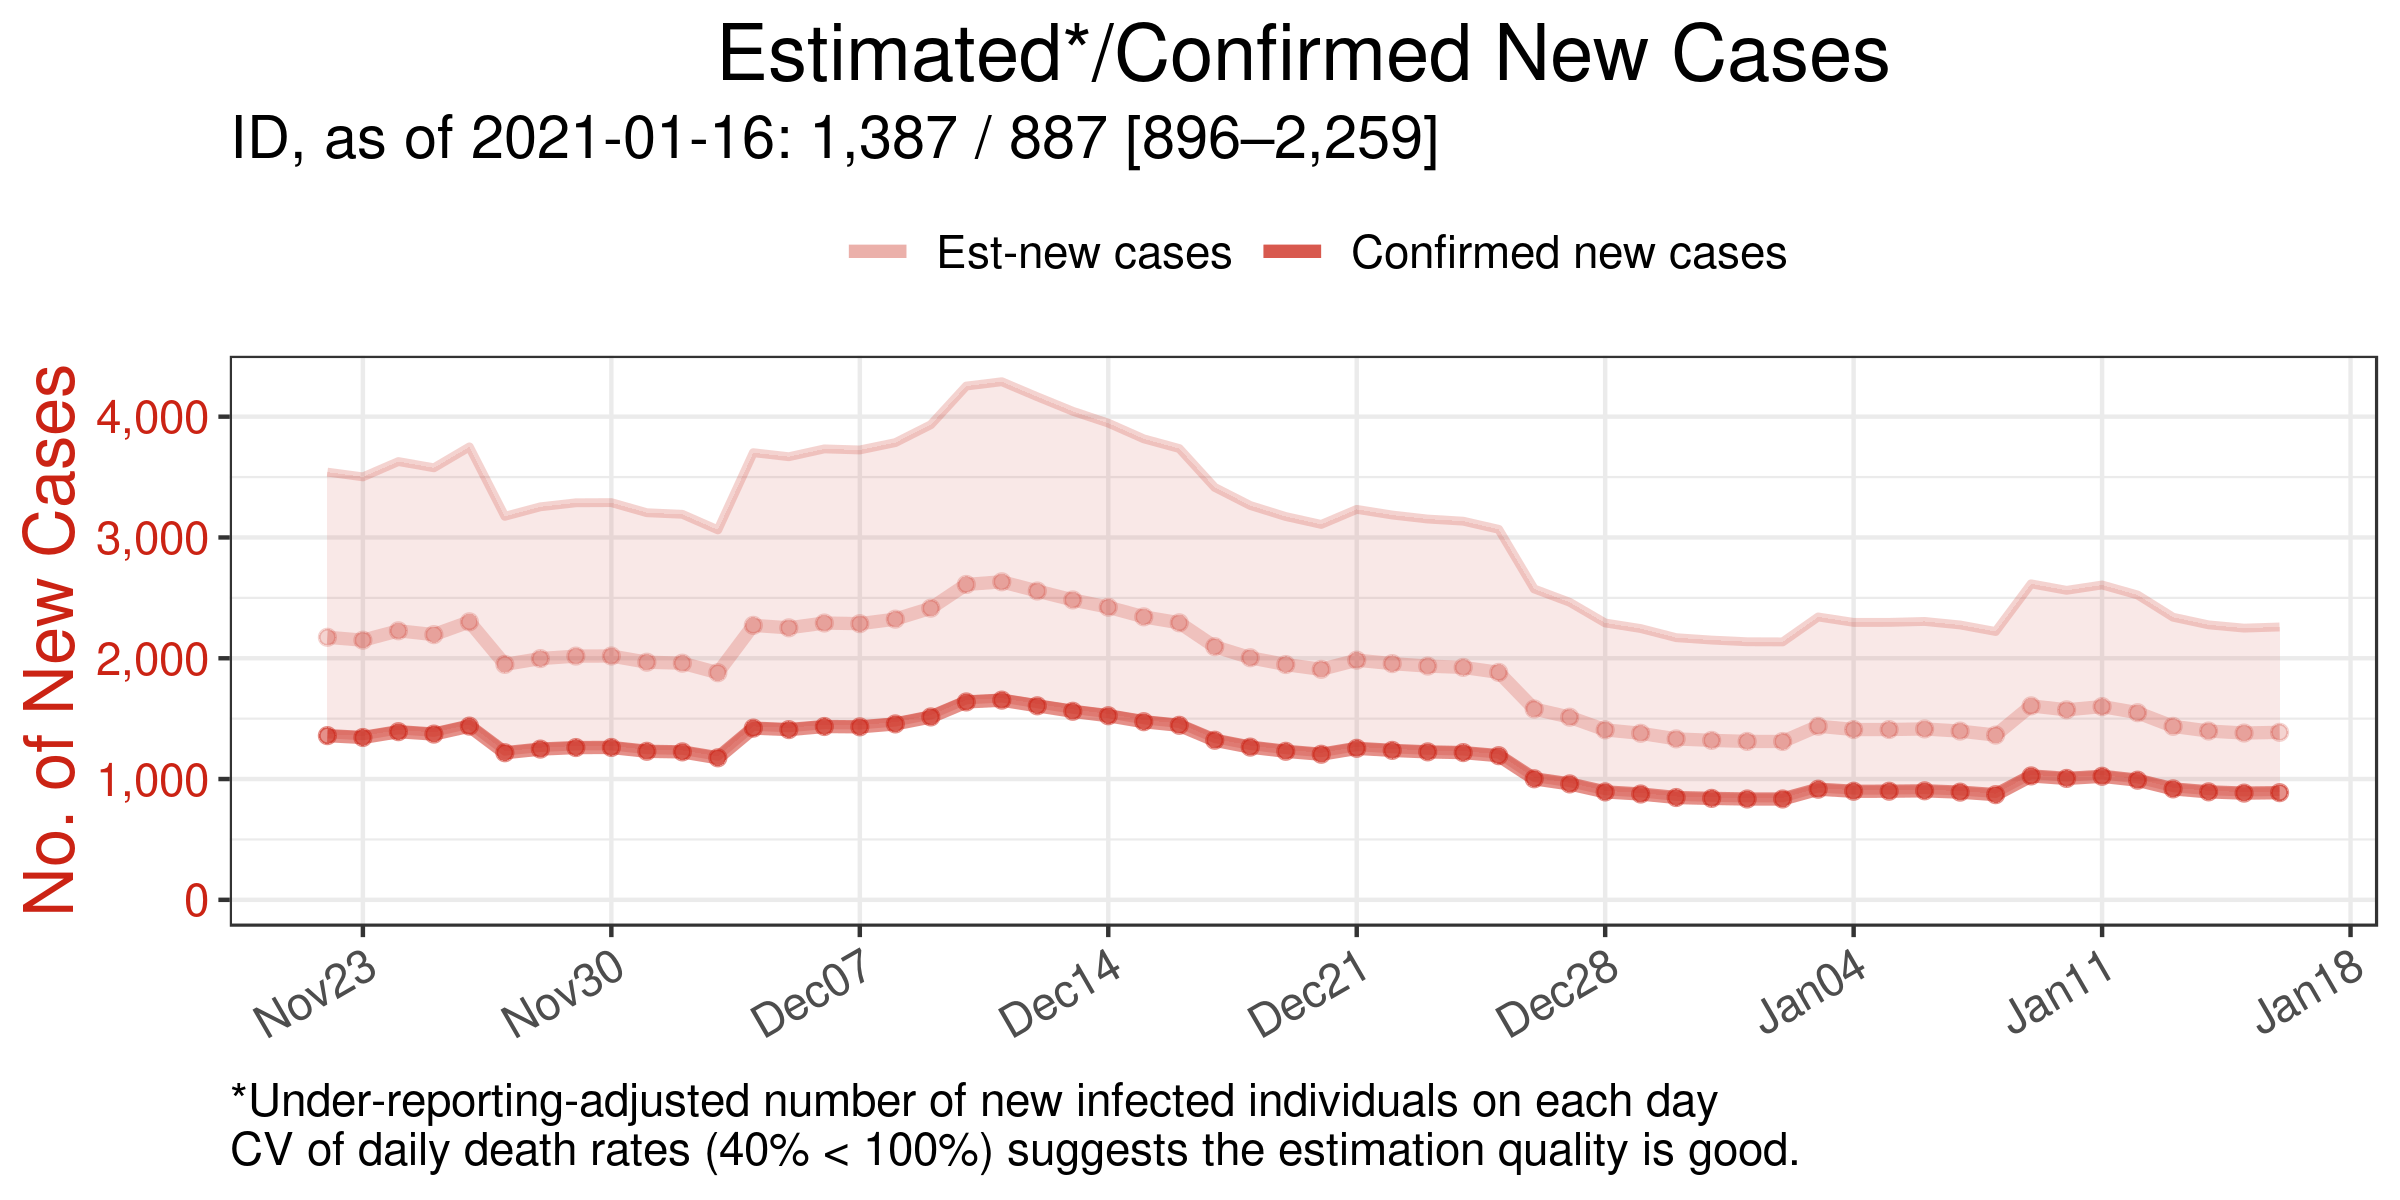 Estimated*/Confirmed New Cases
ID, as of 2021-01-16: 1,387 / 887 [896–2,259]
Est-new cases Confirmed new cases
No. of New Cases
4,000
3,000
2,000
1,000
0
Nov23 Nov30 Dec07 Dec14 Dec21 Dec28 Jan04 Jan11 Jan18
*Under-reporting-adjusted number of new infected individuals on each day
CV of daily death rates (40% < 100%) suggests the estimation quality is good.